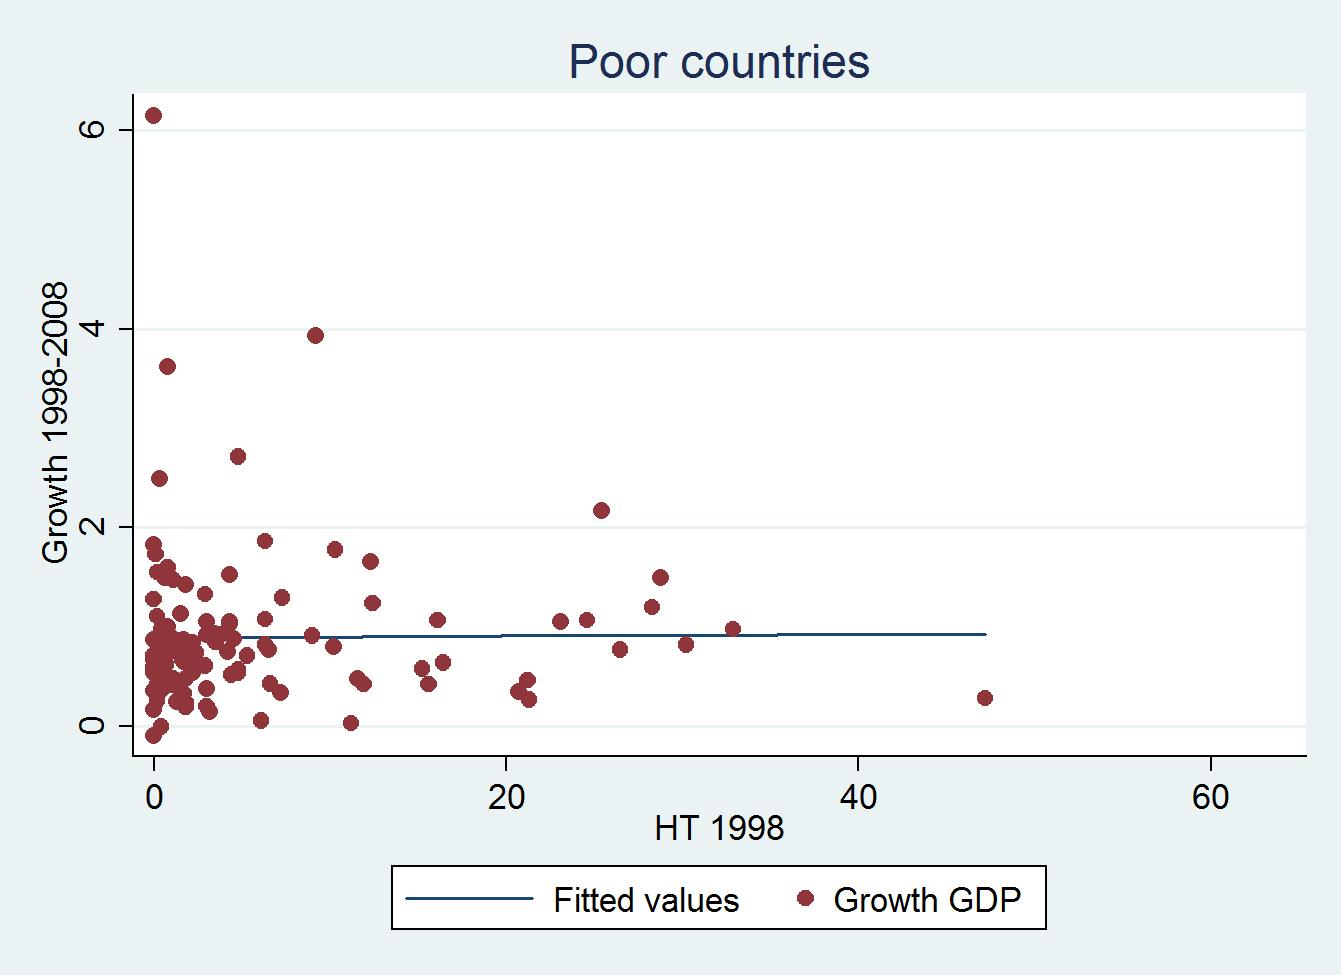 Poor countries
Growth 1998-2008
6
4
2
0
0 20 40 60
HT 1998
Fitted values Growth GDP